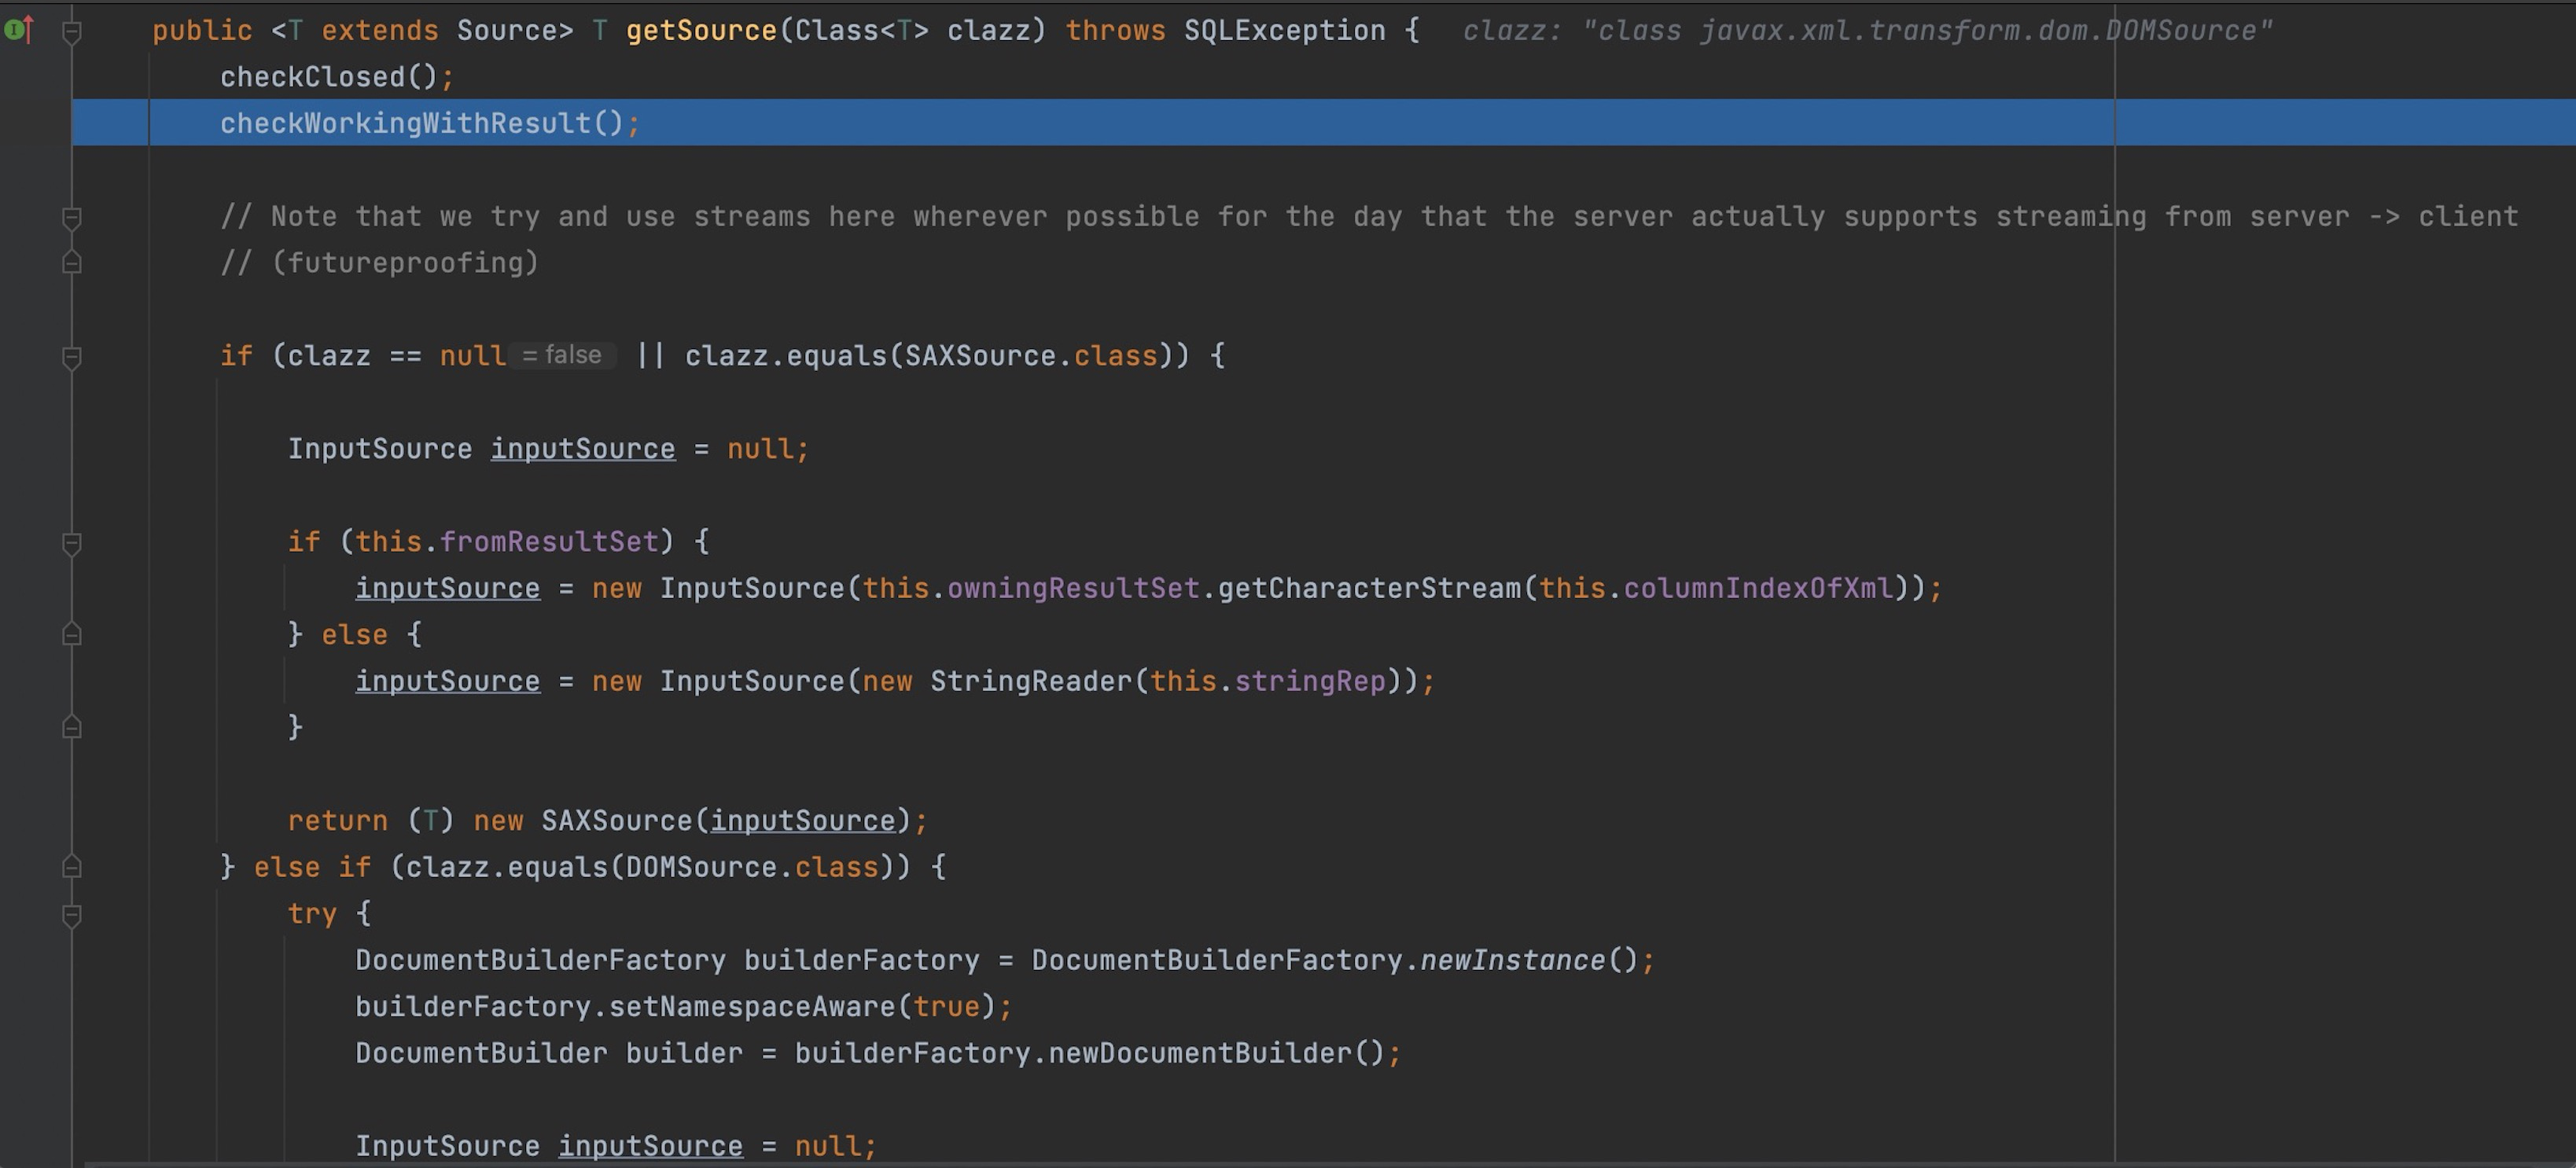 public <T extends Source> T getSource(Class<T> clazz) throws SQLException {   clazz: "class javax.xml.transform.dom.DOMSource"
checkClosed();
checkWorkingWithResult();
// Note that we try and use streams here wherever possible for the day that the server actually supports streaming from server -> client
// (futureproofing)
if (clazz == null = false || clazz.equals(SAXSource.class)) {
InputSource inputSource = null;
if (this.fromResultSet) {
inputSource = new InputSource(this.owningResultSet.getCharacterStream(this.columnIndexOfXml));
} else {
inputSource = new InputSource(new StringReader(this.stringRep));
}
return (T) new SAXSource(inputSource);
} else if (clazz.equals(DOMSource.class)) {
try {
DocumentBuilderFactory builderFactory = DocumentBuilderFactory.newInstance();
builderFactory.setNamespaceAware(true);
DocumentBuilder builder = builderFactory.newDocumentBuilder();
InputSource inputSource = null;